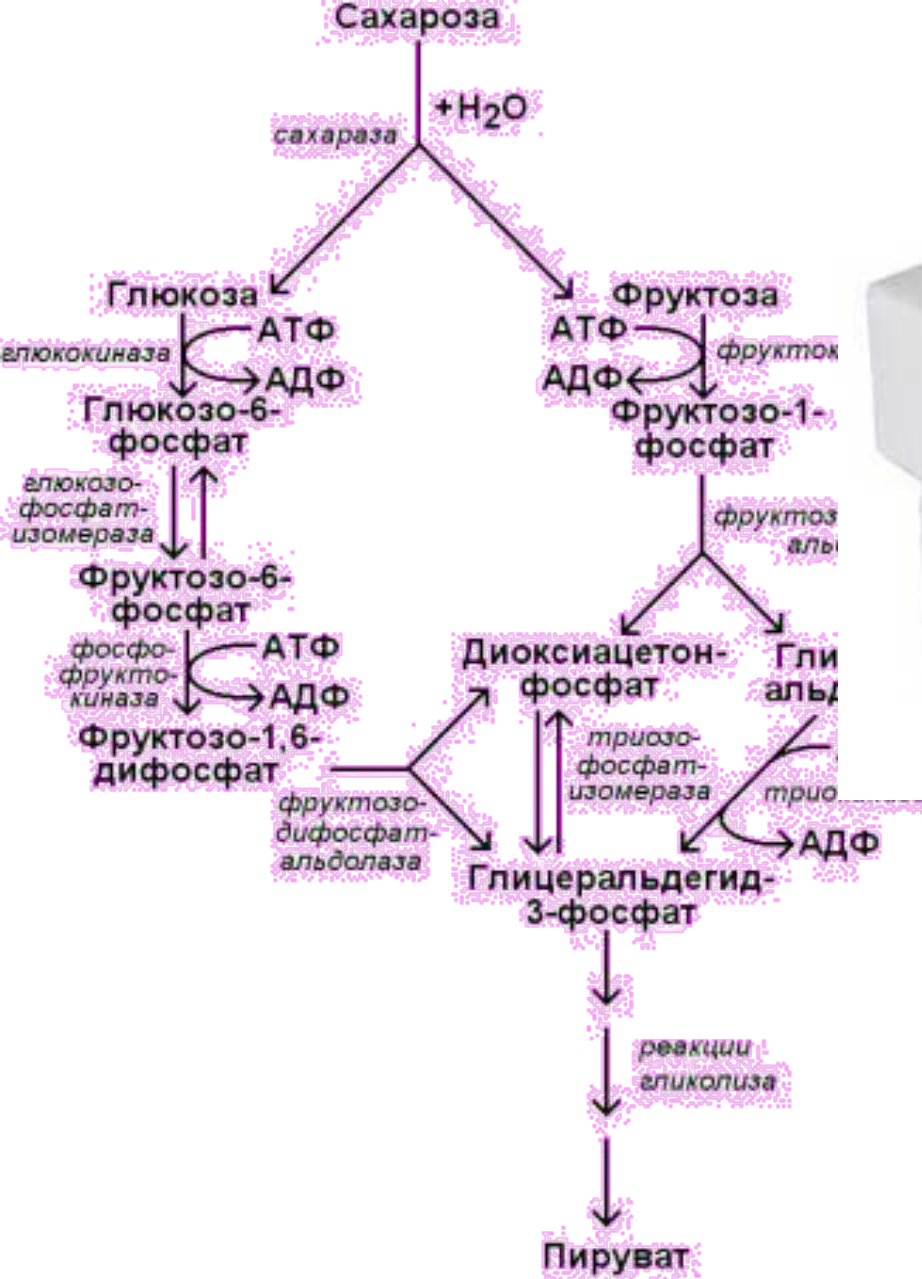 Сахароза
+H₂O
сахараза
Глюкоза
Фруктоза
АТФ
АТФ
глюкокиназа
АДФ
АДФ
Глюкозо-6-
фосфат
Фруктозо-1-
фосфат
глюкозо-
фосфат-
изомераза
Фруктозо-6-
фосфат
фосфо-
фрукто-
киназа
АТФ
АДФ
Диоксиацетон-
фосфат
Фруктозо-1,6-
дифосфат
триозо-
фосфат-
изомераза
фруктозо-
дифосфат-
альдолаза
АДФ
Глицеральдегид-
3-фосфат
реакции
гликолиза
Пируват